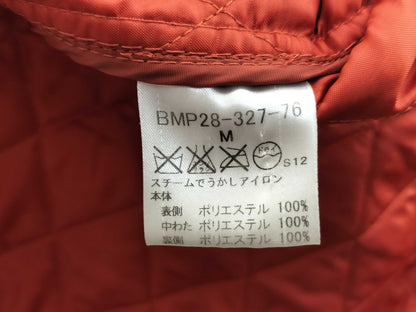 BMP28-327-76
M
ドライ S12
スチームでうかしアイロン
本体
表側 ポリエステル 100%
中わた ポリエステル 100%
裏側 ポリエステル 100%